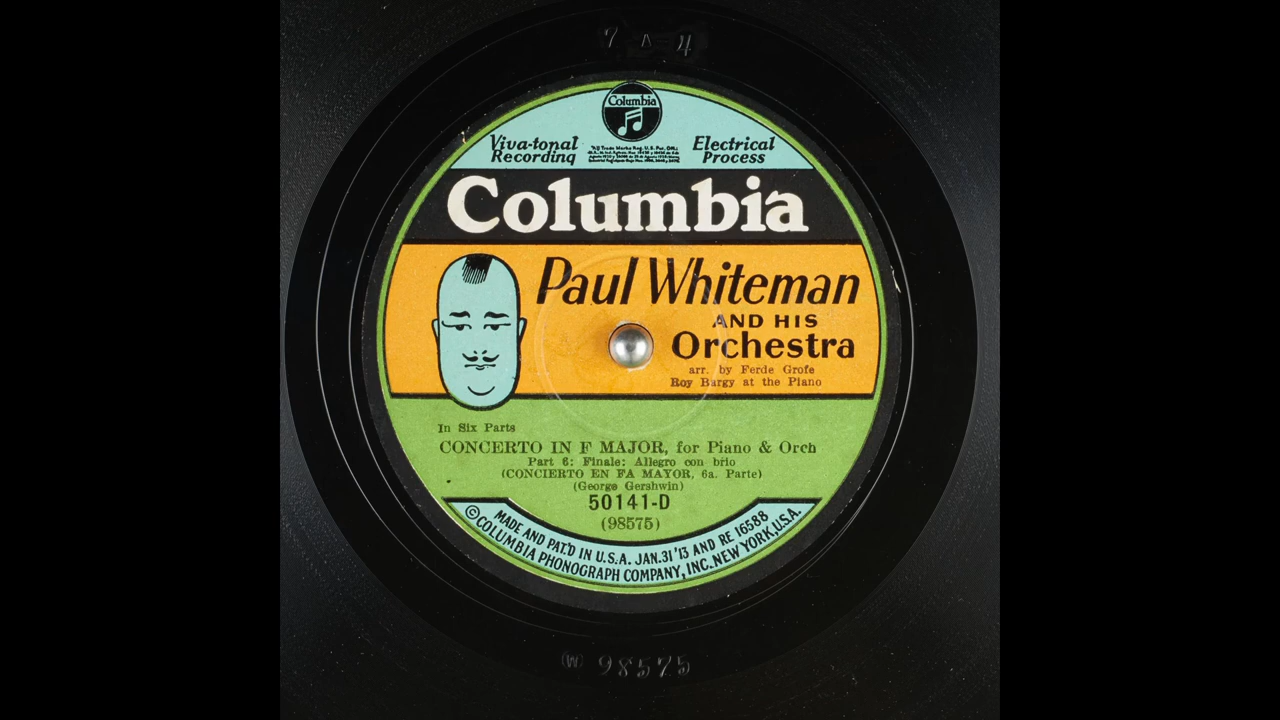 7 A 4
Columbia
Viva-tonal
Recording
Electrical
Process
Columbia
Paul Whiteman
AND HIS
Orchestra
arr. by Ferde Grofe
Roy Bargy at the Piano
In Six Parts
CONCERTO IN F MAJOR, for Piano & Orch
Part 6: Finale: Allegro con brio
(CONCIERTO EN FA MAYOR, 6a. Parte)
(George Gershwin)
50141-D
(98575)
MADE AND PAT'D IN U.S.A. JAN.31'13 AND RE 16588
©COLUMBIA PHONOGRAPH COMPANY, INC. NEW YORK, U.S.A.
W 98575